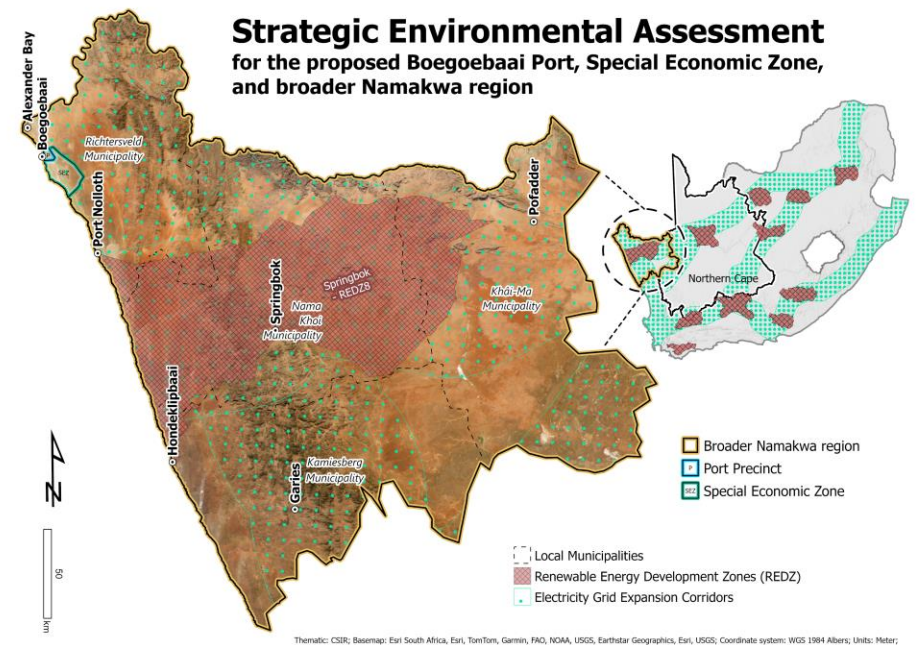 Strategic Environmental Assessment
for the proposed Boegoebaai Port, Special Economic Zone,
and broader Namakwa region
Alexander Bay
Boegoebaai
Richtersveld
Municipality
SEZ
Port Nolloth
Pofadder
Springbok
- REDZ8
Springbok
Nama
Khoi
Municipality
Khâi-Ma
Municipality
Northern Cape
Hondeklipbaai
Kamiesberg
Municipality
Garies
N
50
km
Broader Namakwa region
P
Port Precinct
SEZ
Special Economic Zone
Local Municipalities
Renewable Energy Development Zones (REDZ)
Electricity Grid Expansion Corridors
Thematic: CSIR; Basemap: Esri South Africa, Esri, TomTom, Garmin, FAO, NOAA, USGS, Earthstar Geographics, Esri, USGS; Coordinate system: WGS 1984 Albers; Units: Meter;